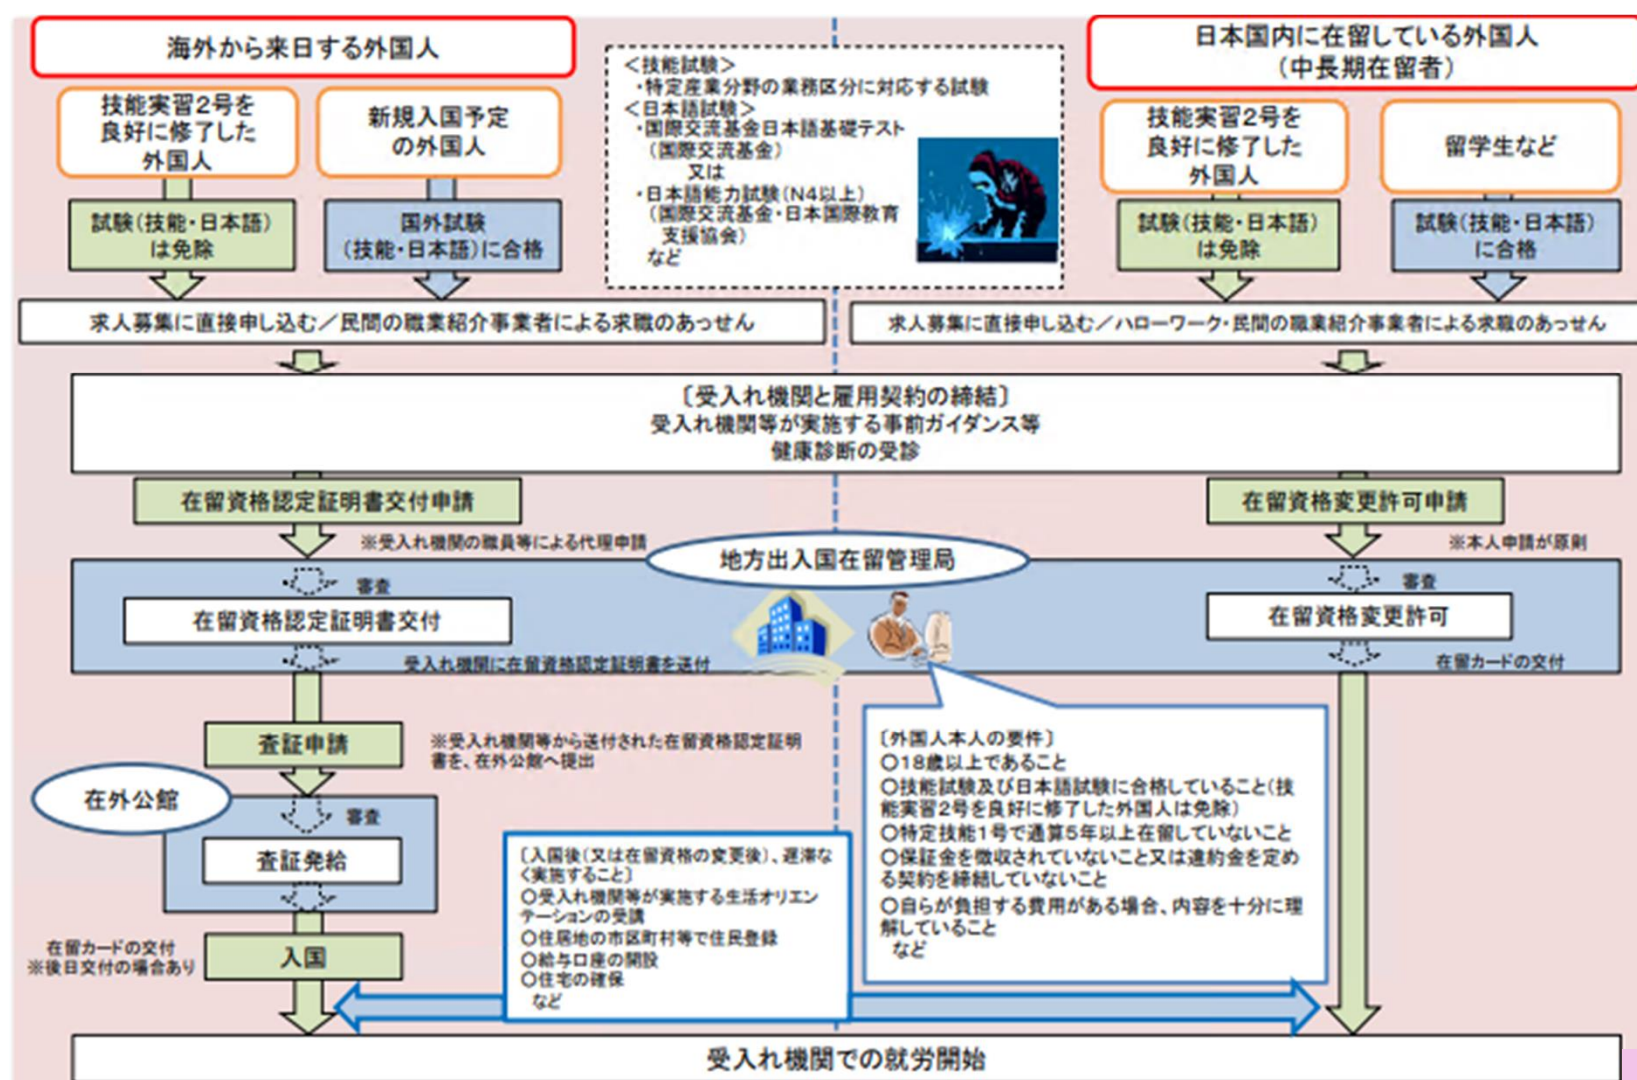 海外から来日する外国人
技能実習2号を
良好に修了した
外国人
新規入国予定
の外国人
試験(技能・日本語)
は免除
国外試験
(技能・日本語)に合格
<技能試験>
・特定産業分野の業務区分に対応する試験
<日本語試験>
・国際交流基金日本語基礎テスト
(国際交流基金)
又は
・日本語能力試験(N4以上)
(国際交流基金・日本国際教育
支援協会)
など
日本国内に在留している外国人
(中長期在留者)
技能実習2号を
良好に修了した
外国人
留学生など
試験(技能・日本語)
は免除
試験(技能・日本語)
に合格
求人募集に直接申し込む/民間の職業紹介事業者による求職のあっせん
求人募集に直接申し込む/ハローワーク・民間の職業紹介事業者による求職のあっせん
〔受入れ機関と雇用契約の締結〕
受入れ機関等が実施する事前ガイダンス等
健康診断の受診
在留資格認定証明書交付申請
※受入れ機関の職員等による代理申請
在留資格変更許可申請
※本人申請が原則
地方出入国在留管理局
審査
在留資格認定証明書交付
受入れ機関に在留資格認定証明書を送付
審査
在留資格変更許可
在留カードの交付
査証申請
※受入れ機関等から送付された在留資格認定証明
書を、在外公館へ提出
在外公館
審査
査証発給
在留カードの交付
※後日交付の場合あり
入国
〔入国後(又は在留資格の変更後)、遅滞な
く実施すること〕
○受入れ機関等が実施する生活オリエン
テーションの受講
○住居地の市区町村等で住民登録
○給与口座の開設
○住宅の確保
など
〔外国人本人の要件〕
○18歳以上であること
○技能試験及び日本語試験に合格していること(技
能実習2号を良好に修了した外国人は免除)
○特定技能1号で通算5年以上在留していないこと
○保証金を徴収されていないこと又は違約金を定め
る契約を締結していないこと
○自らが負担する費用がある場合、内容を十分に理
解していること
など
受入れ機関での就労開始